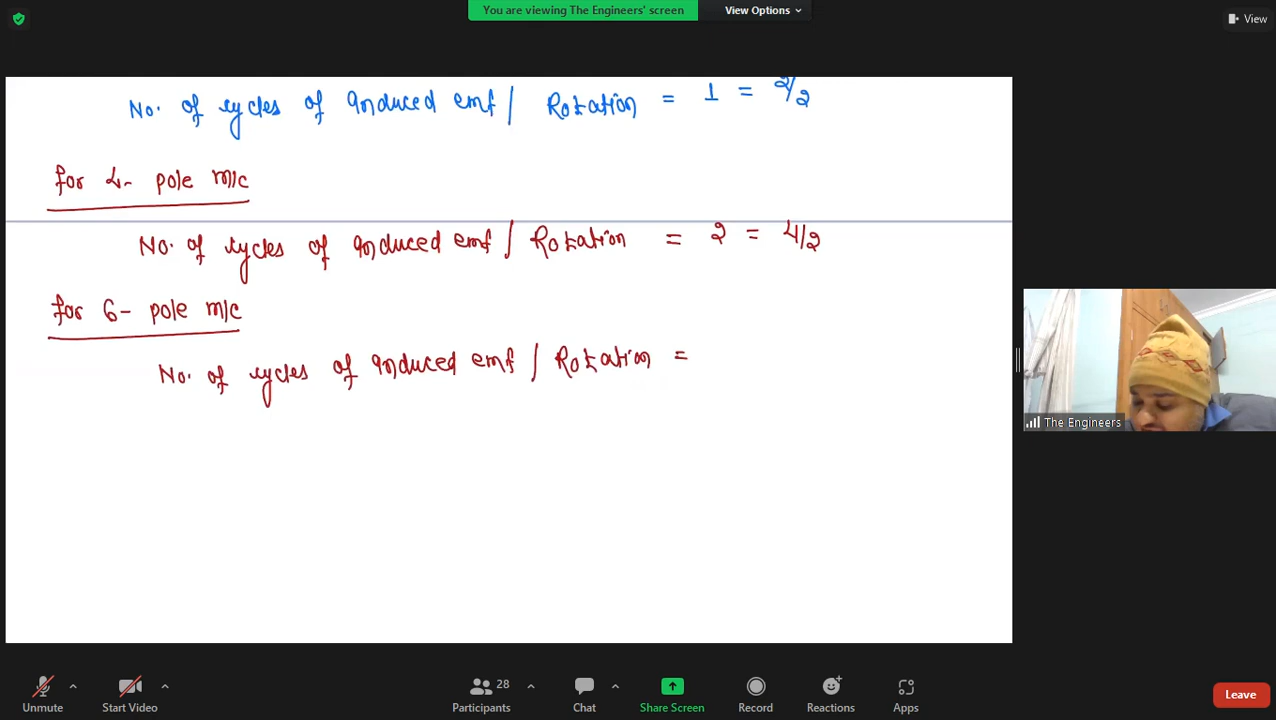 You are viewing The Engineers' screen
View Options
View
No. of cycles of Induced emf / Rotation = 1 = 2/2
for 4- pole m/c
No. of cycles of Induced emf / Rotation = 2 = 4/2
for 6- pole m/c
No. of cycles of Induced emf / Rotation =
The Engineers
Unmute
Start Video
28
Participants
Chat
Share Screen
Record
Reactions
Apps
Leave